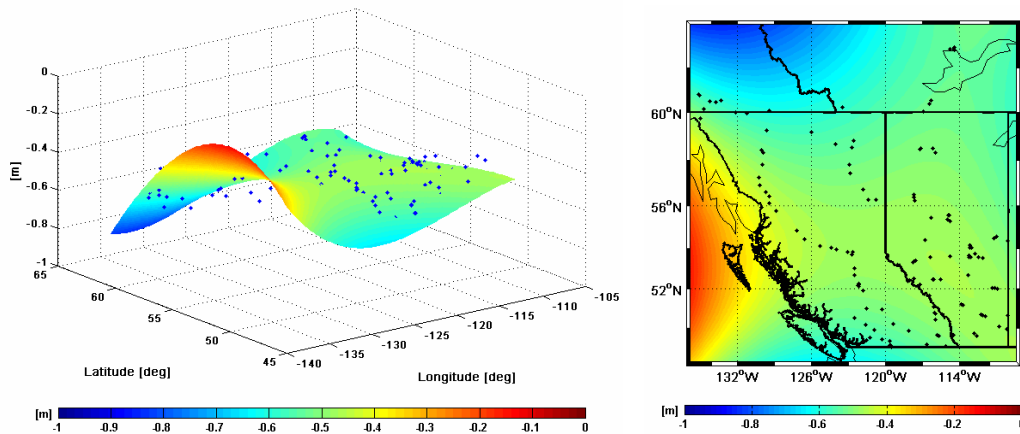 0
-0.2
-0.4
[m]
-0.6
-0.8
-1
65
60
55
50
45
-140
-135
-130
-125
-120
-115
-110
-105
Latitude [deg]
Longitude [deg]
[m]
-1 -0.9 -0.8 -0.7 -0.6 -0.5 -0.4 -0.3 -0.2 -0.1 0
60°N
56°N
52°N
132°W 126°W 120°W 114°W
[m]
-1 -0.8 -0.6 -0.4 -0.2 0